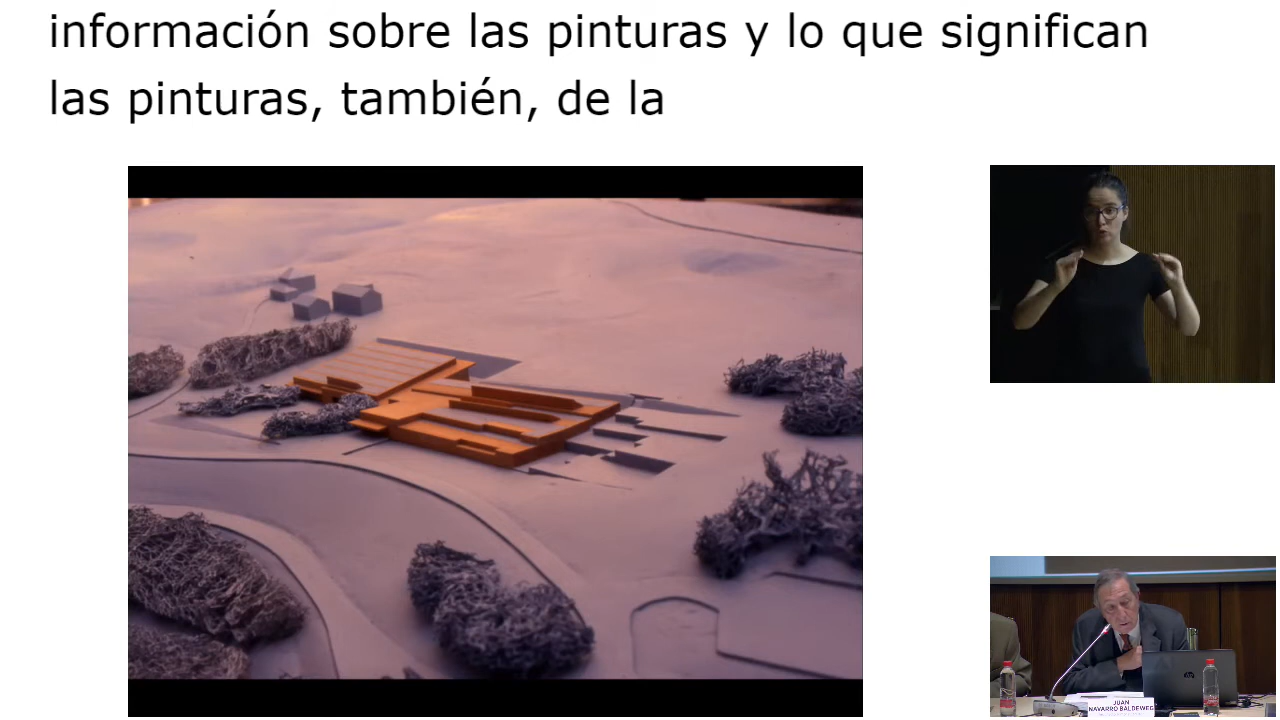 información sobre las pinturas y lo que significan
las pinturas, también, de la
JUAN
NAVARRO BALDEWEG